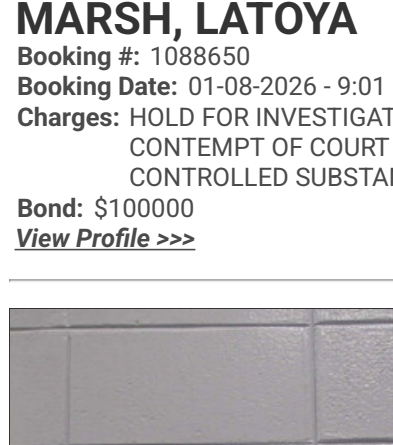 MARSH, LATOYA
Booking #: 1088650
Booking Date: 01-08-2026 - 9:01
Charges: HOLD FOR INVESTIGAT
CONTEMPT OF COURT
CONTROLLED SUBSTA
Bond: $100000
View Profile >>>